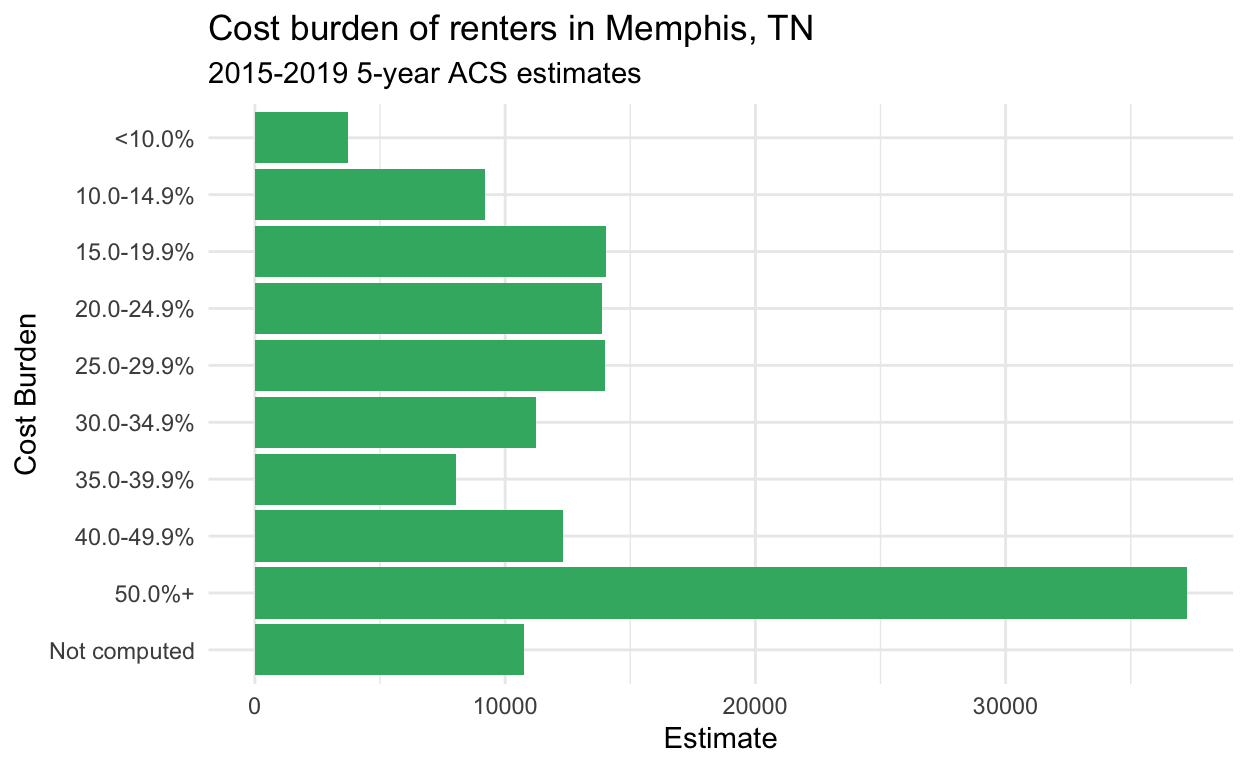 Cost burden of renters in Memphis, TN
2015-2019 5-year ACS estimates
Cost Burden
<10.0%
10.0-14.9%
15.0-19.9%
20.0-24.9%
25.0-29.9%
30.0-34.9%
35.0-39.9%
40.0-49.9%
50.0%+
Not computed
0 10000 20000 30000
Estimate